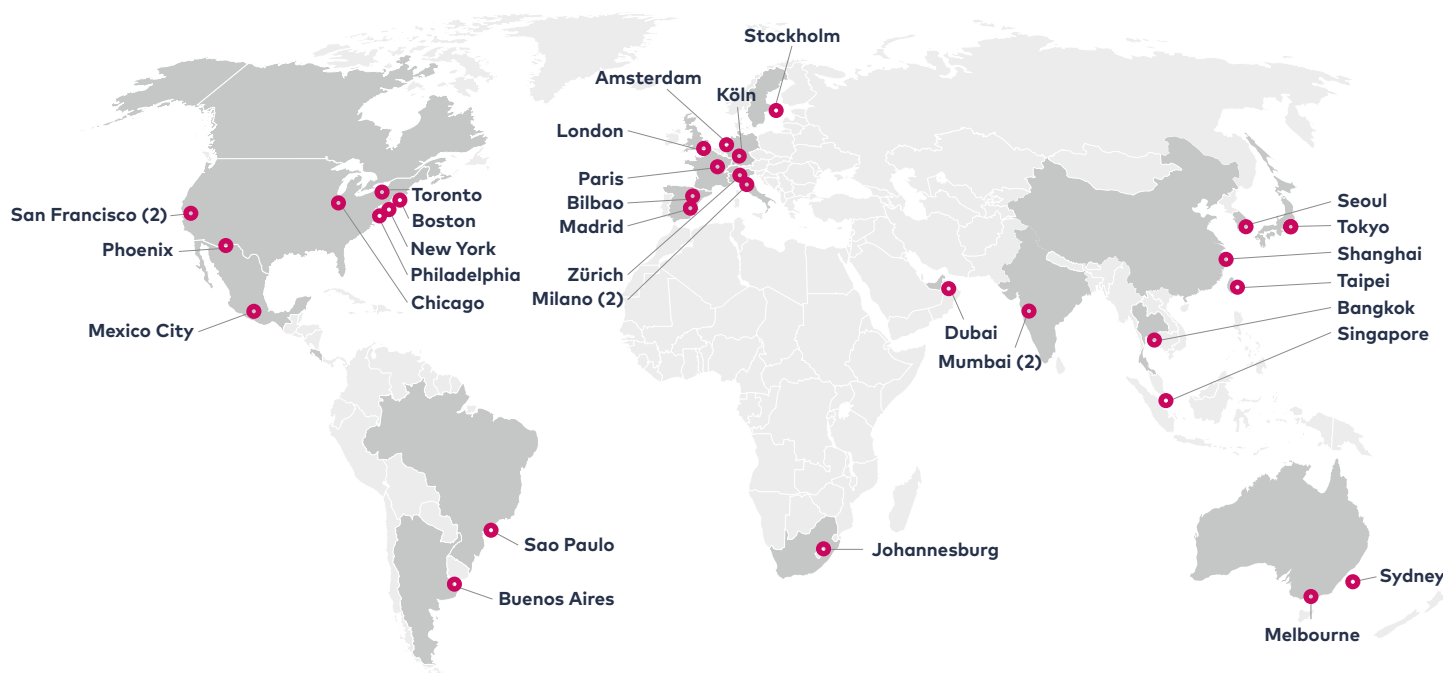 Stockholm
Amsterdam
Köln
London
Paris
Bilbao
Madrid
Zürich
Milano (2)
Toronto
Boston
New York
Philadelphia
Chicago
San Francisco (2)
Phoenix
Mexico City
Seoul
Tokyo
Shanghai
Taipei
Bangkok
Singapore
Dubai
Mumbai (2)
Sao Paulo
Buenos Aires
Johannesburg
Sydney
Melbourne